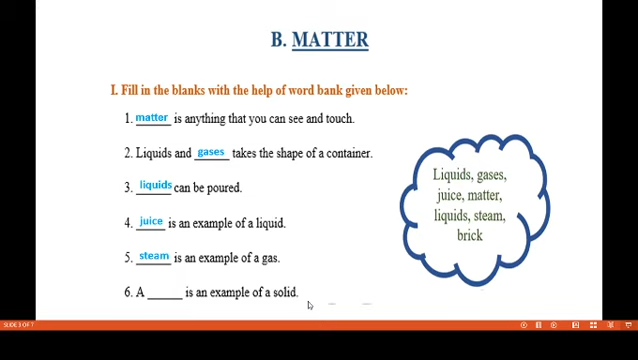 B. MATTER
I. Fill in the blanks with the help of word bank given below:
1. matter is anything that you can see and touch.
2. Liquids and gases takes the shape of a container.
3. liquids can be poured.
4. juice is an example of a liquid.
5. steam is an example of a gas.
6. A ______ is an example of a solid.
Liquids, gases,
juice, matter,
liquids, steam,
brick
SLIDE 3 OF 7